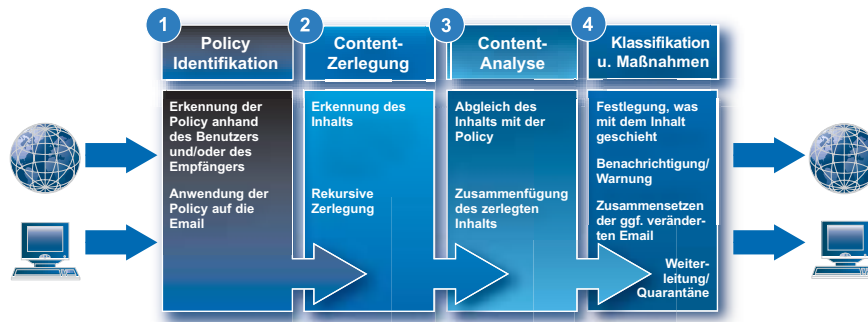 1
Policy
Identifikation
2
Content-
Zerlegung
3
Content-
Analyse
4
Klassifikation
u. Maßnahmen
Erkennung der
Policy anhand
des Benutzers
und/oder des
Empfängers
Anwendung der
Policy auf die
Email
Erkennung des
Inhalts
Rekursive
Zerlegung
Abgleich des
Inhalts mit der
Policy
Zusammenfügung
des zerlegten
Inhalts
Festlegung, was
mit dem Inhalt
geschieht
Benachrichtigung/
Warnung
Zusammensetzen
der ggf. veränder-
ten Email
Weiter-
leitung/
Quarantäne